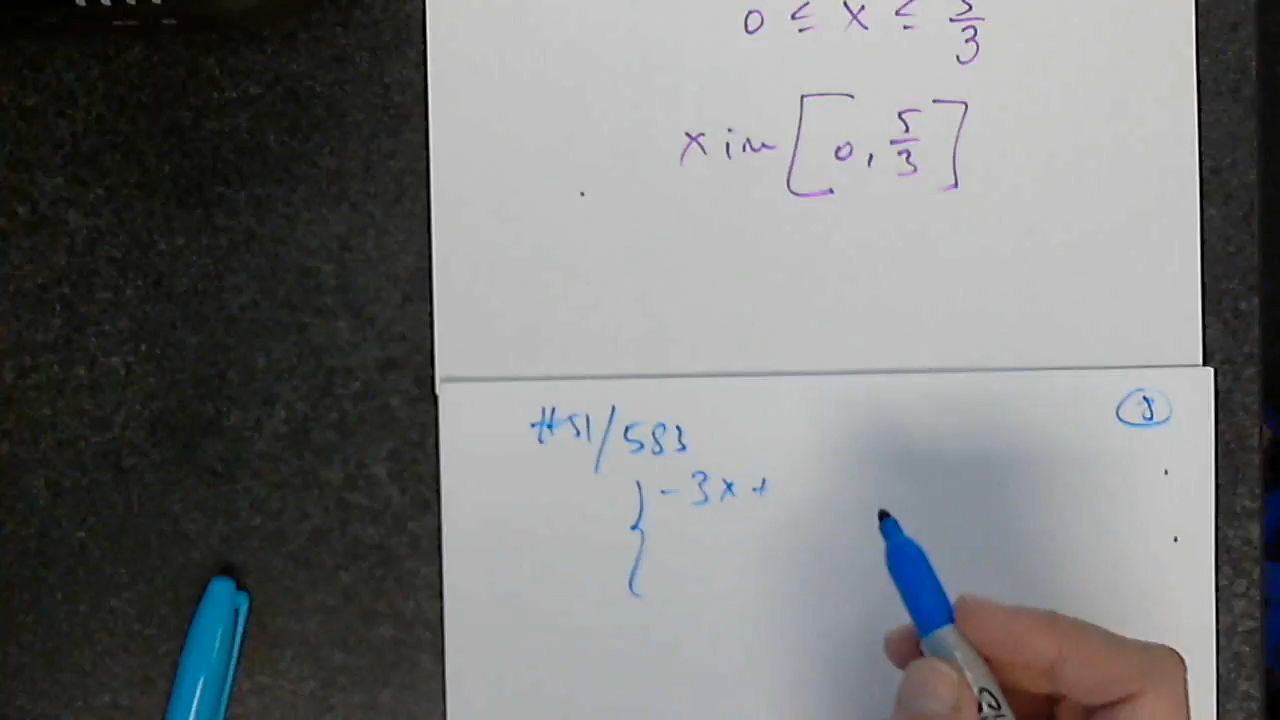 0 ≤ x ≤ 5/3
x in [0, 5/3]
#51/583 8
{ -3x +